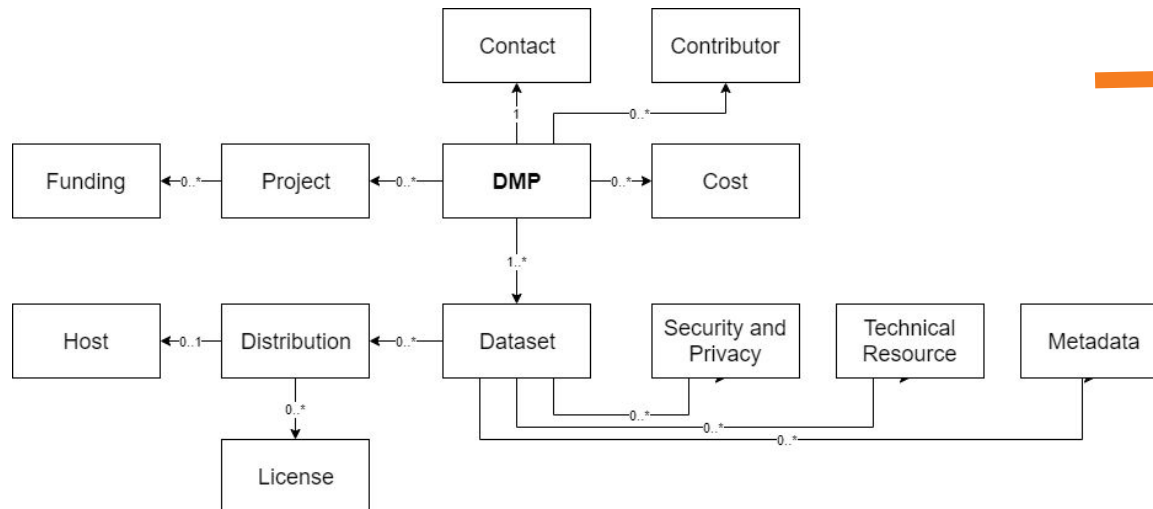 Contact
Contributor
1
0..*
Funding
0..*
Project
0..*
DMP
0..*
Cost
1..*
Host
0..1
Distribution
0..*
Dataset
Security and
Privacy
Technical
Resource
Metadata
0..*
0..*
0..*
0..*
License